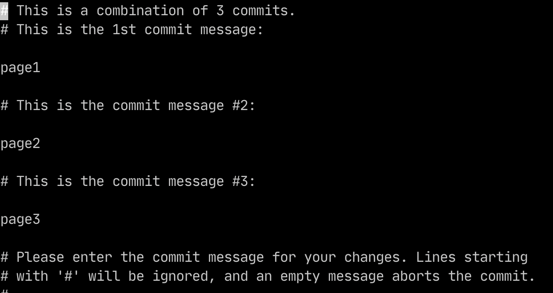 # This is a combination of 3 commits.
# This is the 1st commit message:
page1
# This is the commit message #2:
page2
# This is the commit message #3:
page3
# Please enter the commit message for your changes. Lines starting
# with '#' will be ignored, and an empty message aborts the commit.
#